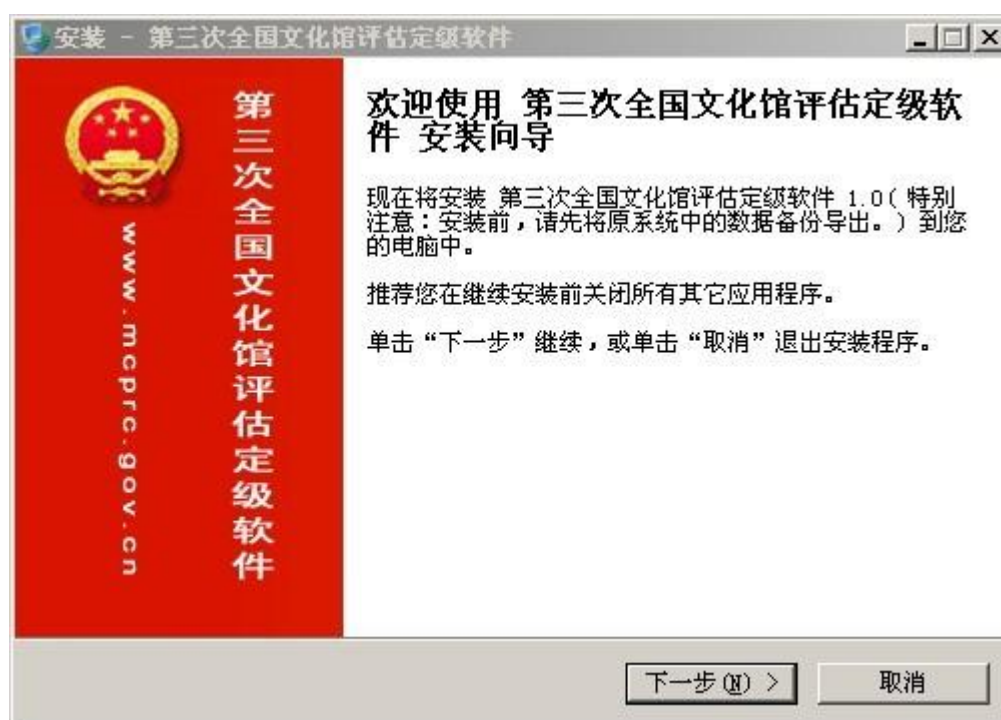 安装 - 第三次全国文化馆评估定级软件
第三次全国文化馆评估定级软件
www.mcprc.gov.cn
欢迎使用 第三次全国文化馆评估定级软
件 安装向导
现在将安装 第三次全国文化馆评估定级软件 1.0(特别
注意：安装前，请先将原系统中的数据备份导出。)到您
的电脑中。
推荐您在继续安装前关闭所有其它应用程序。
单击“下一步”继续，或单击“取消”退出安装程序。
下一步(N) >
取消